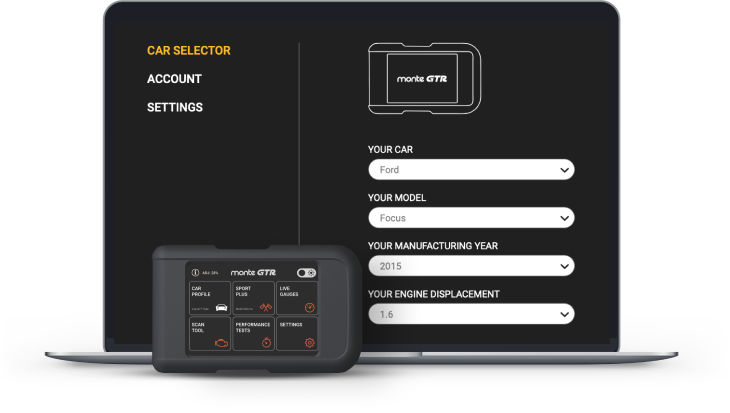 CAR SELECTOR
ACCOUNT
SETTINGS
monte GTR
YOUR CAR
Ford
YOUR MODEL
Focus
YOUR MANUFACTURING YEAR
2015
YOUR ENGINE DISPLACEMENT
1.6
monte GTR
CAR
PROFILE
SPORT
PLUS
LIVE
GAUGES
SCAN
TOOL
PERFORMANCE
TESTS
SETTINGS